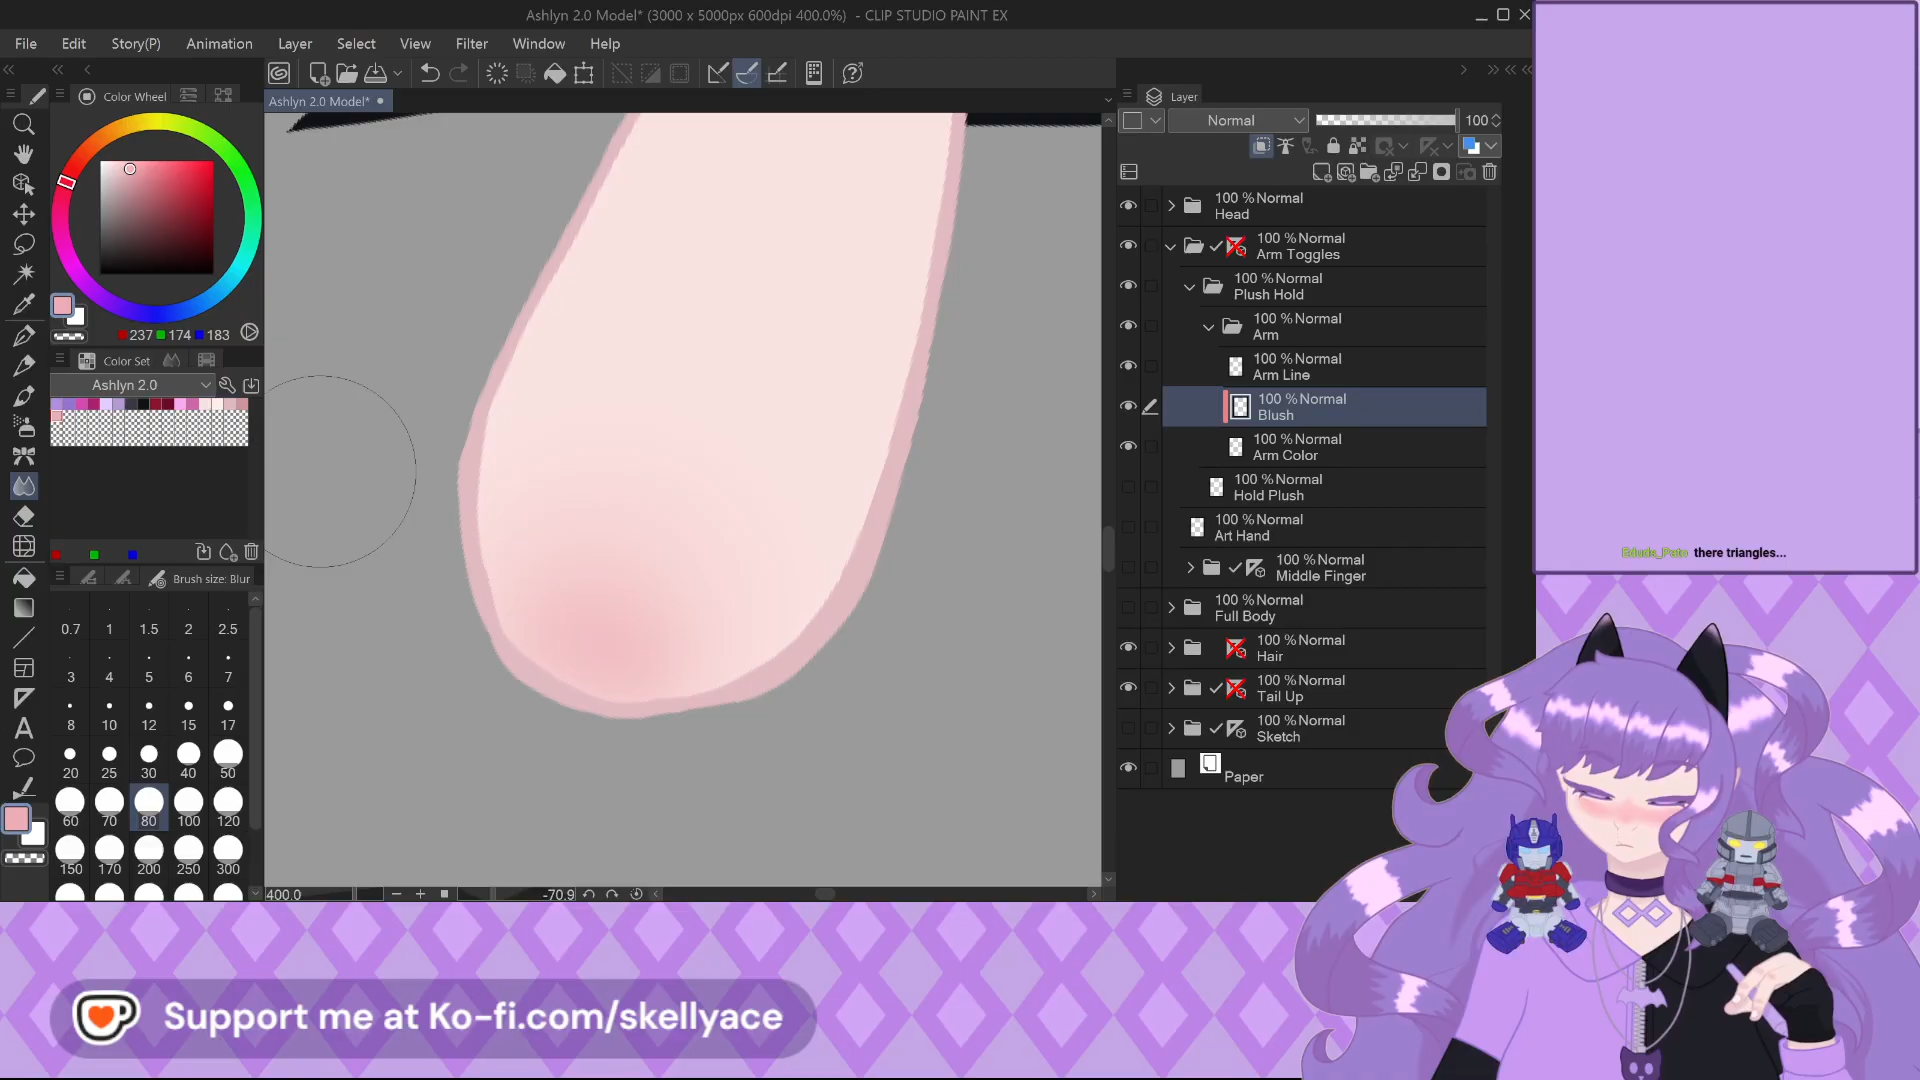 Ashlyn 2.0 Model* (3000 x 5000px 600dpi 400.0%) - CLIP STUDIO PAINT EX
File Edit Story(P) Animation Layer Select View Filter Window Help
Color Wheel
Ashlyn 2.0 Model*
Layer
Normal 100
237 174 183
Color Set
Ashlyn 2.0
Brush size: Blur
0.7 1 1.5 2 2.5
3 4 5 6 7
8 10 12 15 17
20 25 30 40 50
60 70 80 100 120
150 170 200 250 300
100 %Normal
Head
100 %Normal
Arm Toggles
100 %Normal
Plush Hold
100 %Normal
Arm
100 %Normal
Arm Line
100 %Normal
Blush
100 %Normal
Arm Color
100 %Normal
Hold Plush
100 %Normal
Art Hand
100 %Normal
Middle Finger
100 %Normal
Full Body
100 %Normal
Hair
100 %Normal
Tail Up
100 %Normal
Sketch
Paper
400.0 -70.9
Eduds_Pato there triangles...
Support me at Ko-fi.com/skellyace